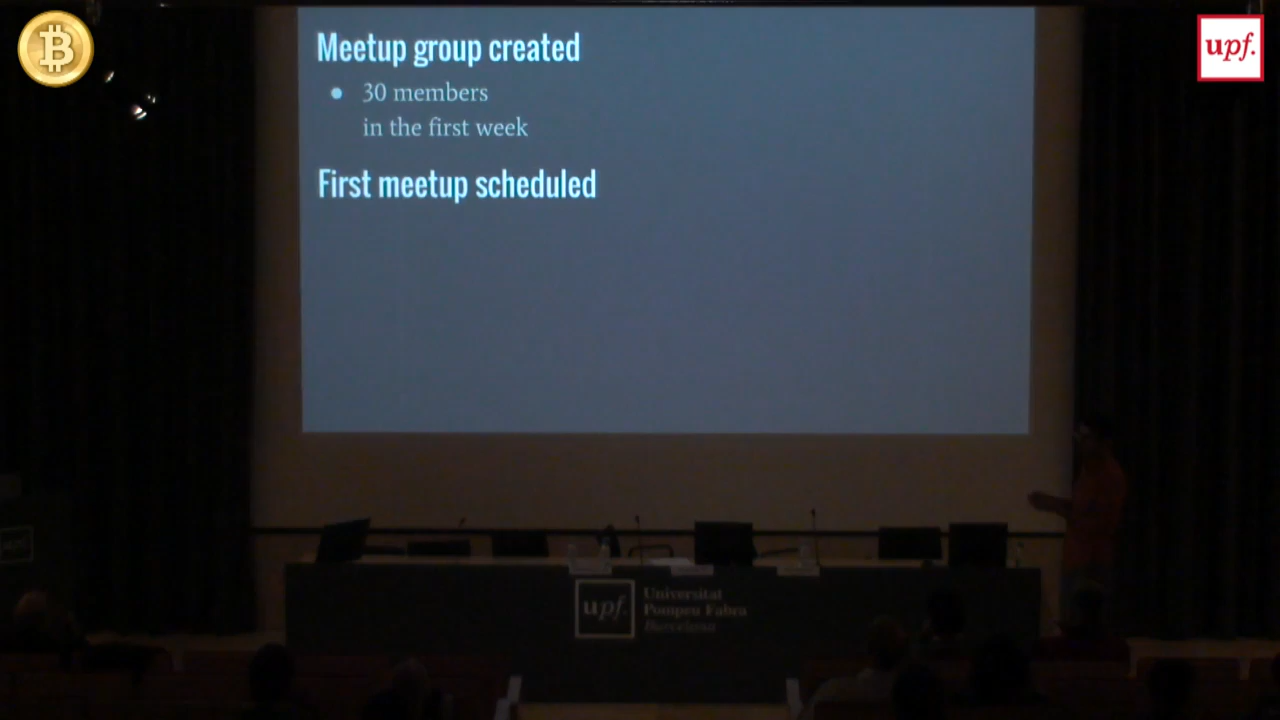 Meetup group created
30 members
in the first week
First meetup scheduled
upf.
upf.
Universitat
Pompeu Fabra
Barcelona